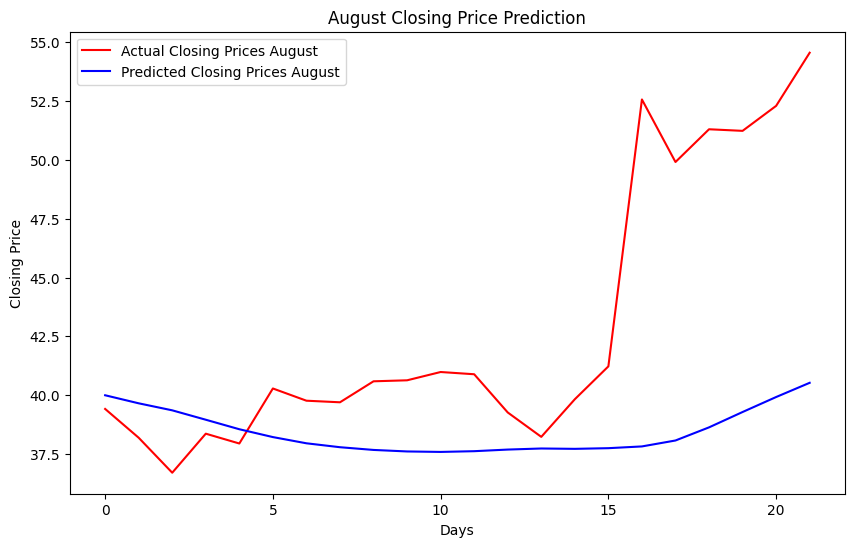 August Closing Price Prediction
Actual Closing Prices August
Predicted Closing Prices August
55.0
52.5
50.0
47.5
45.0
42.5
40.0
37.5
Closing Price
0 5 10 15 20
Days